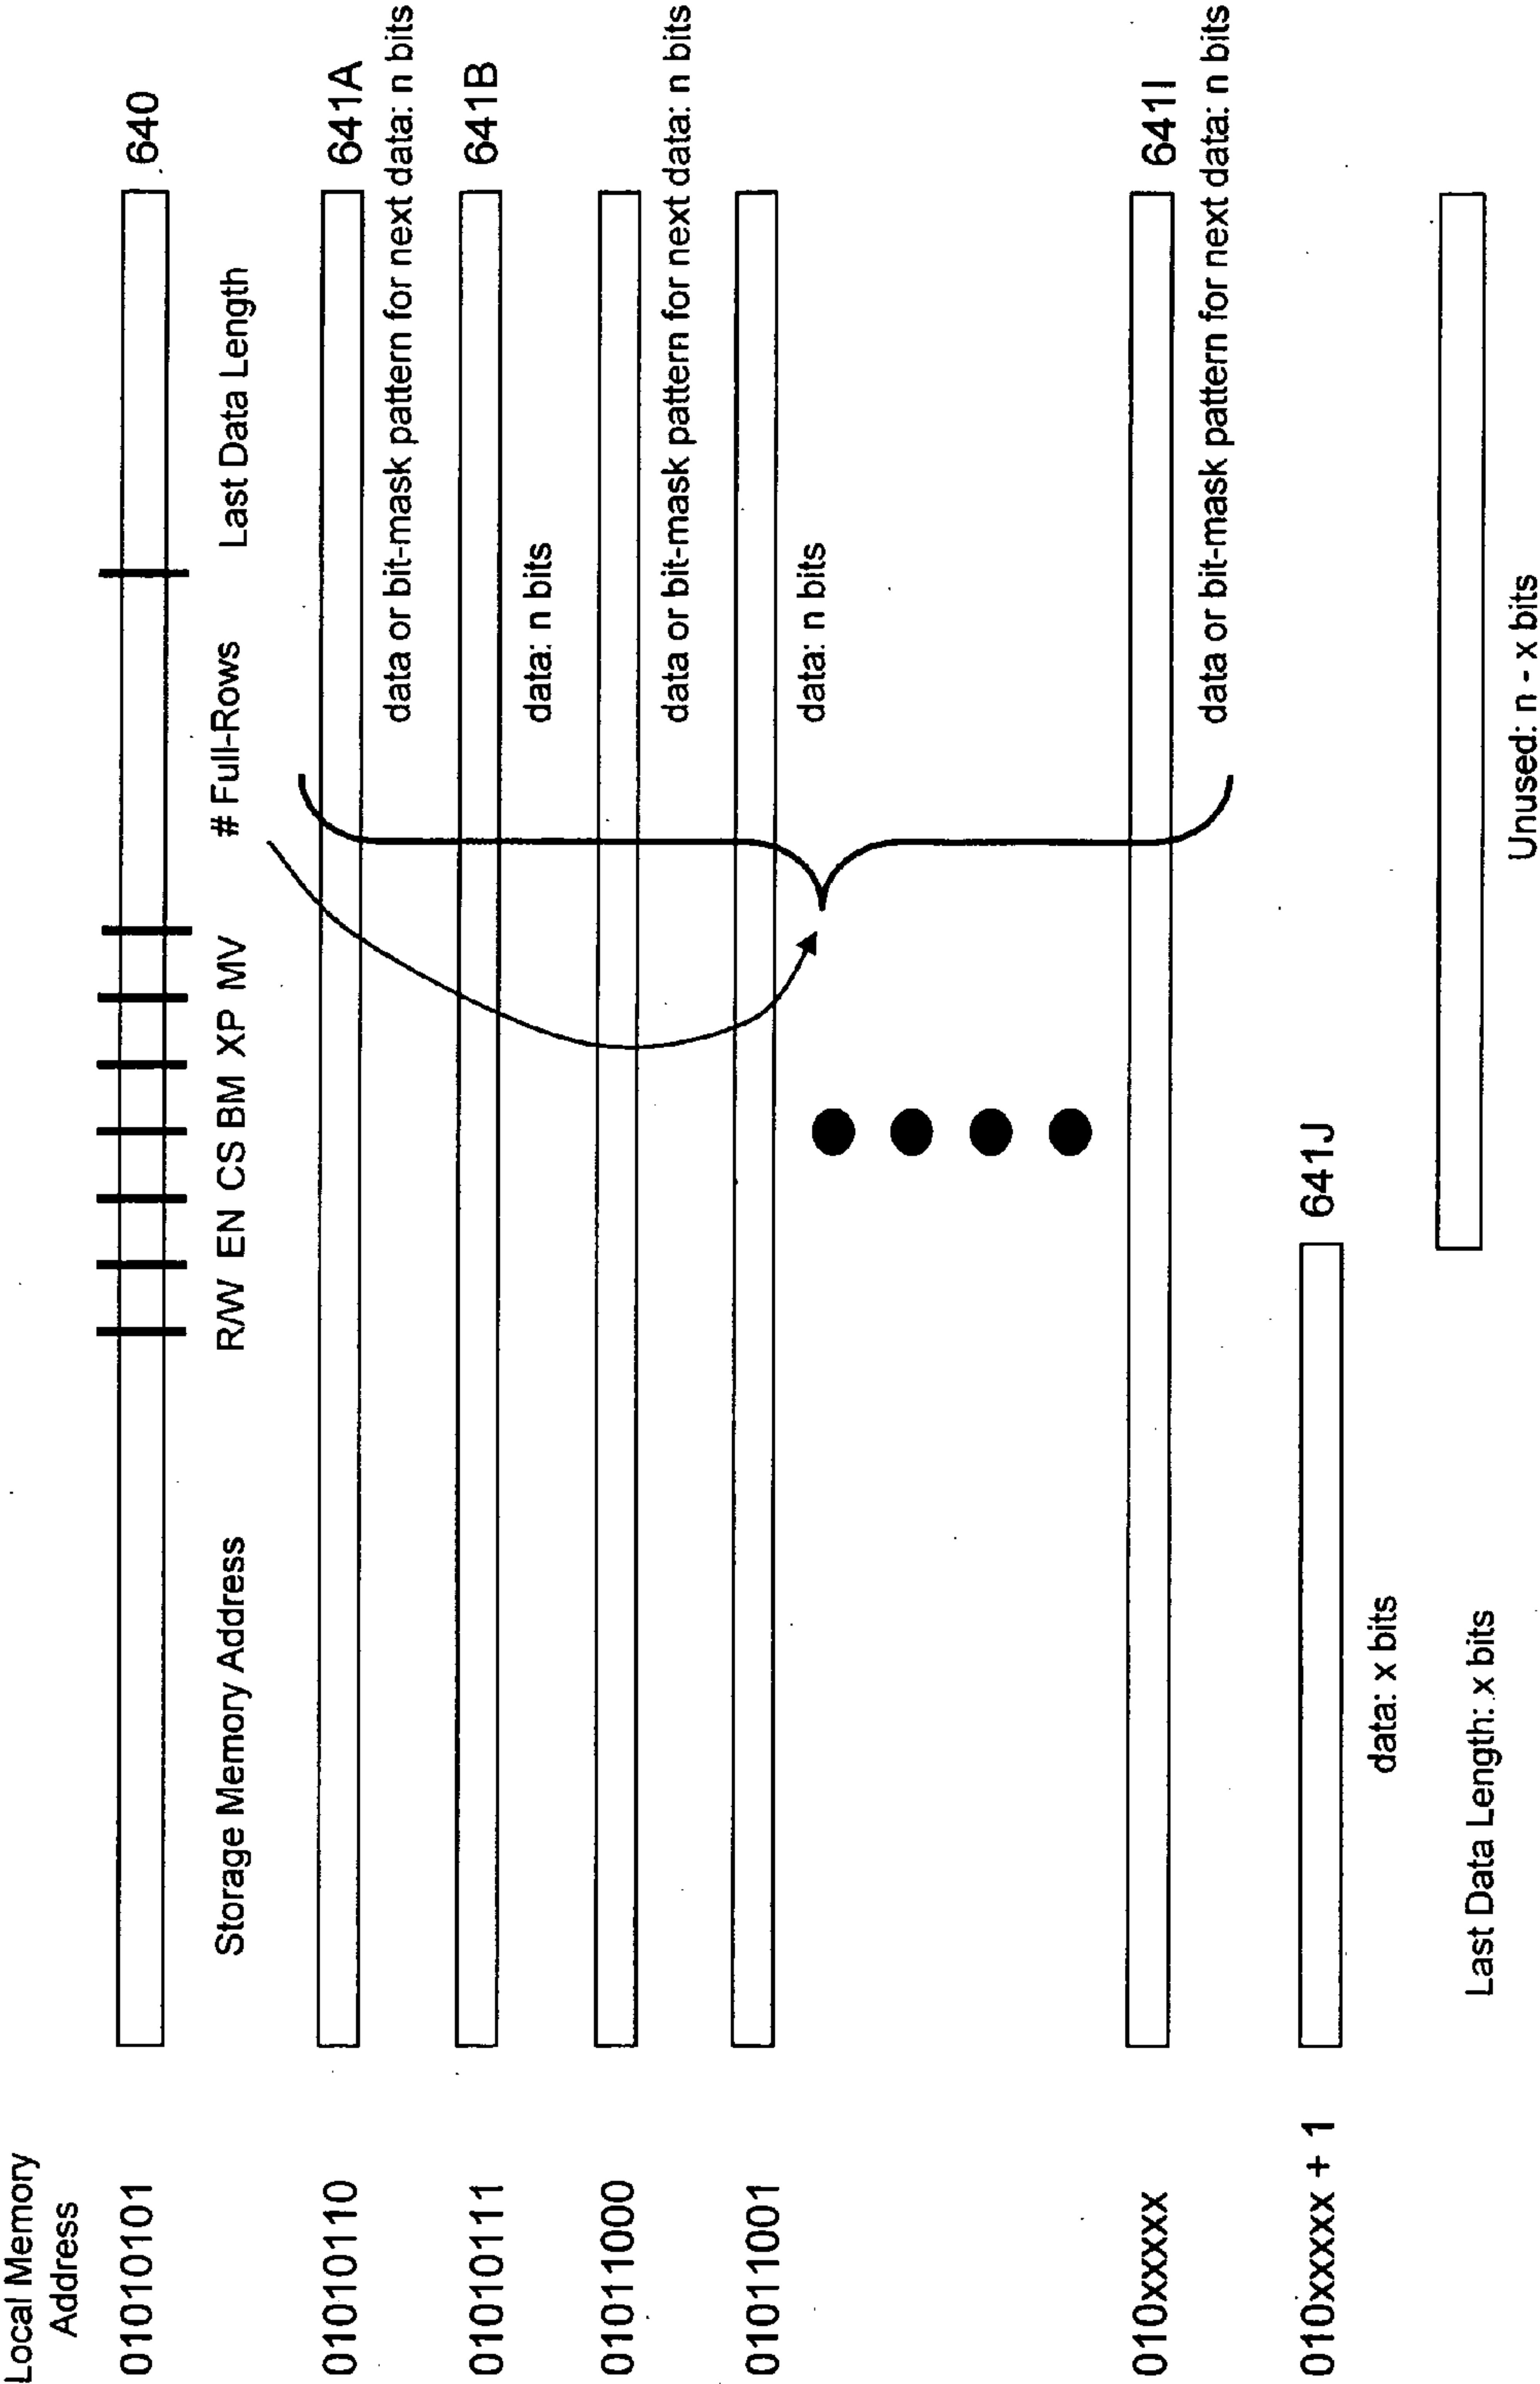 Local Memory
Address
01010101
640
Storage Memory Address
R/W EN CS BM XP MV
# Full-Rows
Last Data Length
01010110
641A
data or bit-mask pattern for next data: n bits
01010111
641B
data: n bits
01011000
data or bit-mask pattern for next data: n bits
01011001
data: n bits
010xxxxx
641I
data or bit-mask pattern for next data: n bits
010xxxxx + 1
641J
data: x bits
Last Data Length: x bits
Unused: n - x bits